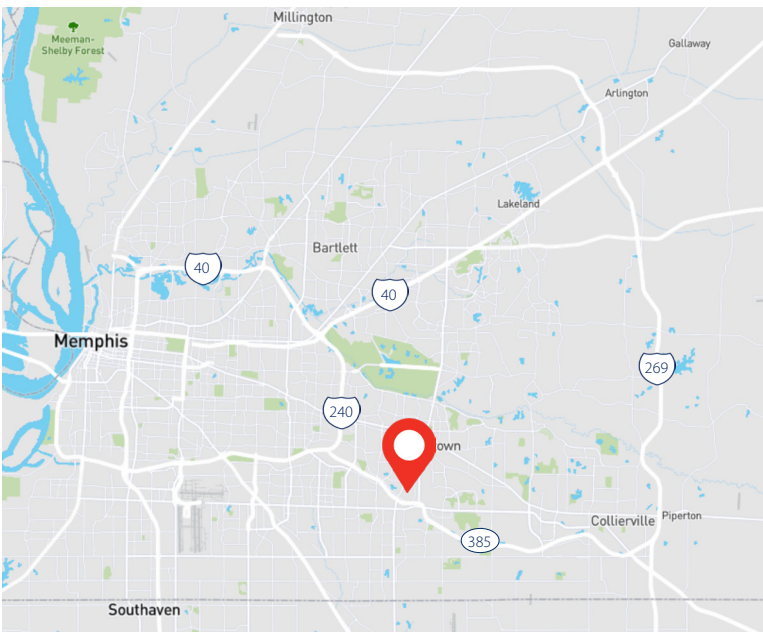 Millington
Meeman-
Shelby Forest
Gallaway
Arlington
Lakeland
Bartlett
40
40
Memphis
269
240
own
Collierville
Piperton
385
Southaven